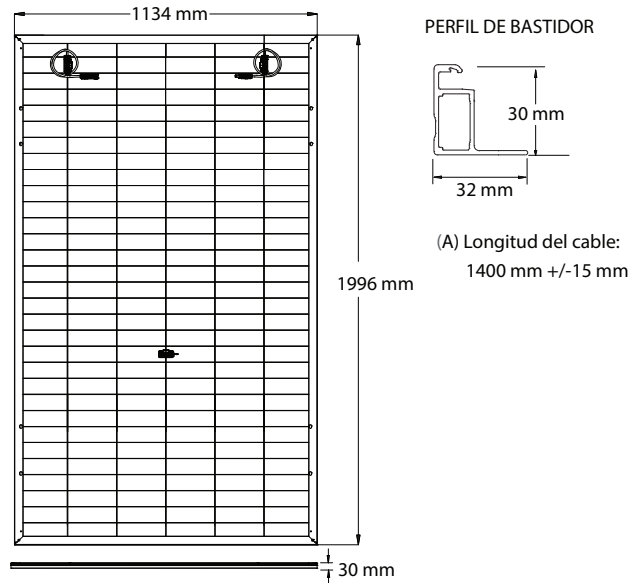 1134 mm
PERFIL DE BASTIDOR
30 mm
32 mm
(A) Longitud del cable:
1400 mm +/-15 mm
1996 mm
30 mm